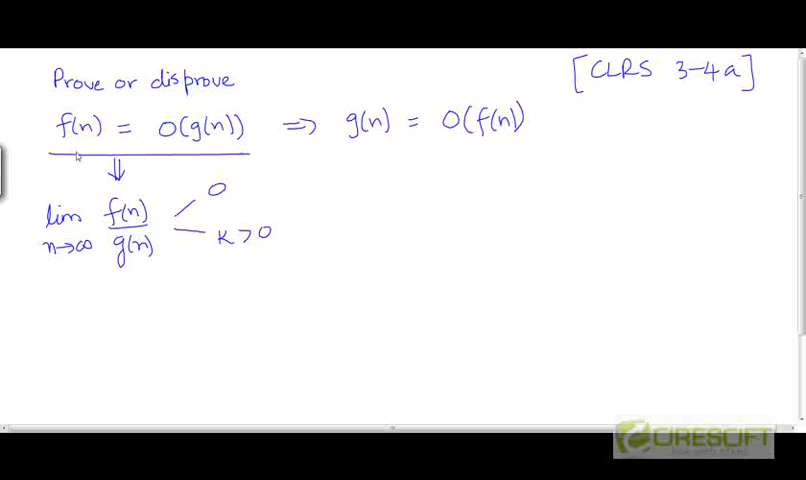 Prove or disprove [CLRS 3-4a]
f(n) = O(g(n)) ⇒ g(n) = O(f(n))
⇓
lim n→∞ f(n)/g(n) 0
K > 0
CIRESOFT